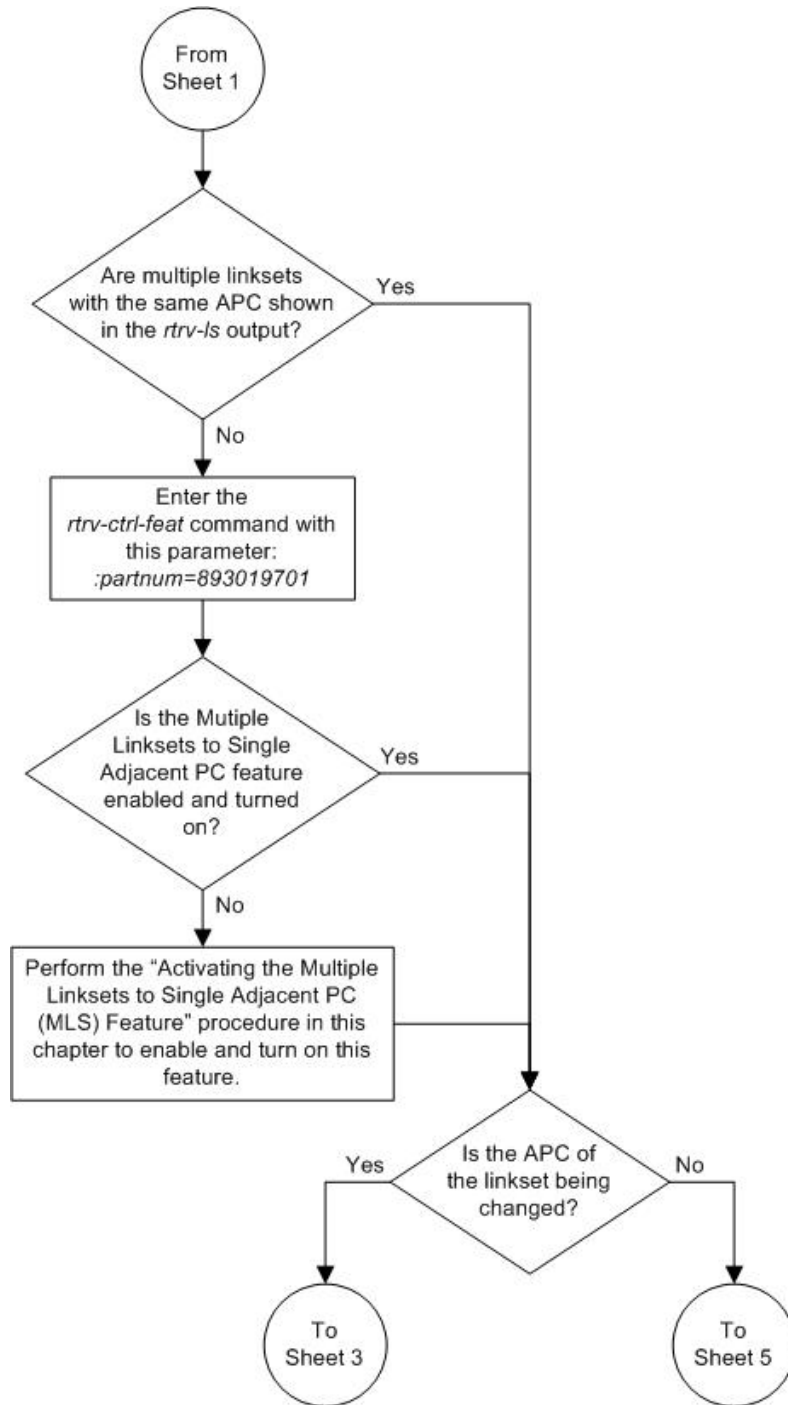 From
Sheet 1
Are multiple linksets
with the same APC shown
in the rtrv-ls output?
Yes
No
Enter the
rtrv-ctrl-feat command with
this parameter:
:partnum=893019701
Is the Mutiple
Linksets to Single
Adjacent PC feature
enabled and turned
on?
Yes
No
Perform the “Activating the Multiple
Linksets to Single Adjacent PC
(MLS) Feature” procedure in this
chapter to enable and turn on this
feature.
Is the APC of
the linkset being
changed?
Yes
No
To
Sheet 3
To
Sheet 5